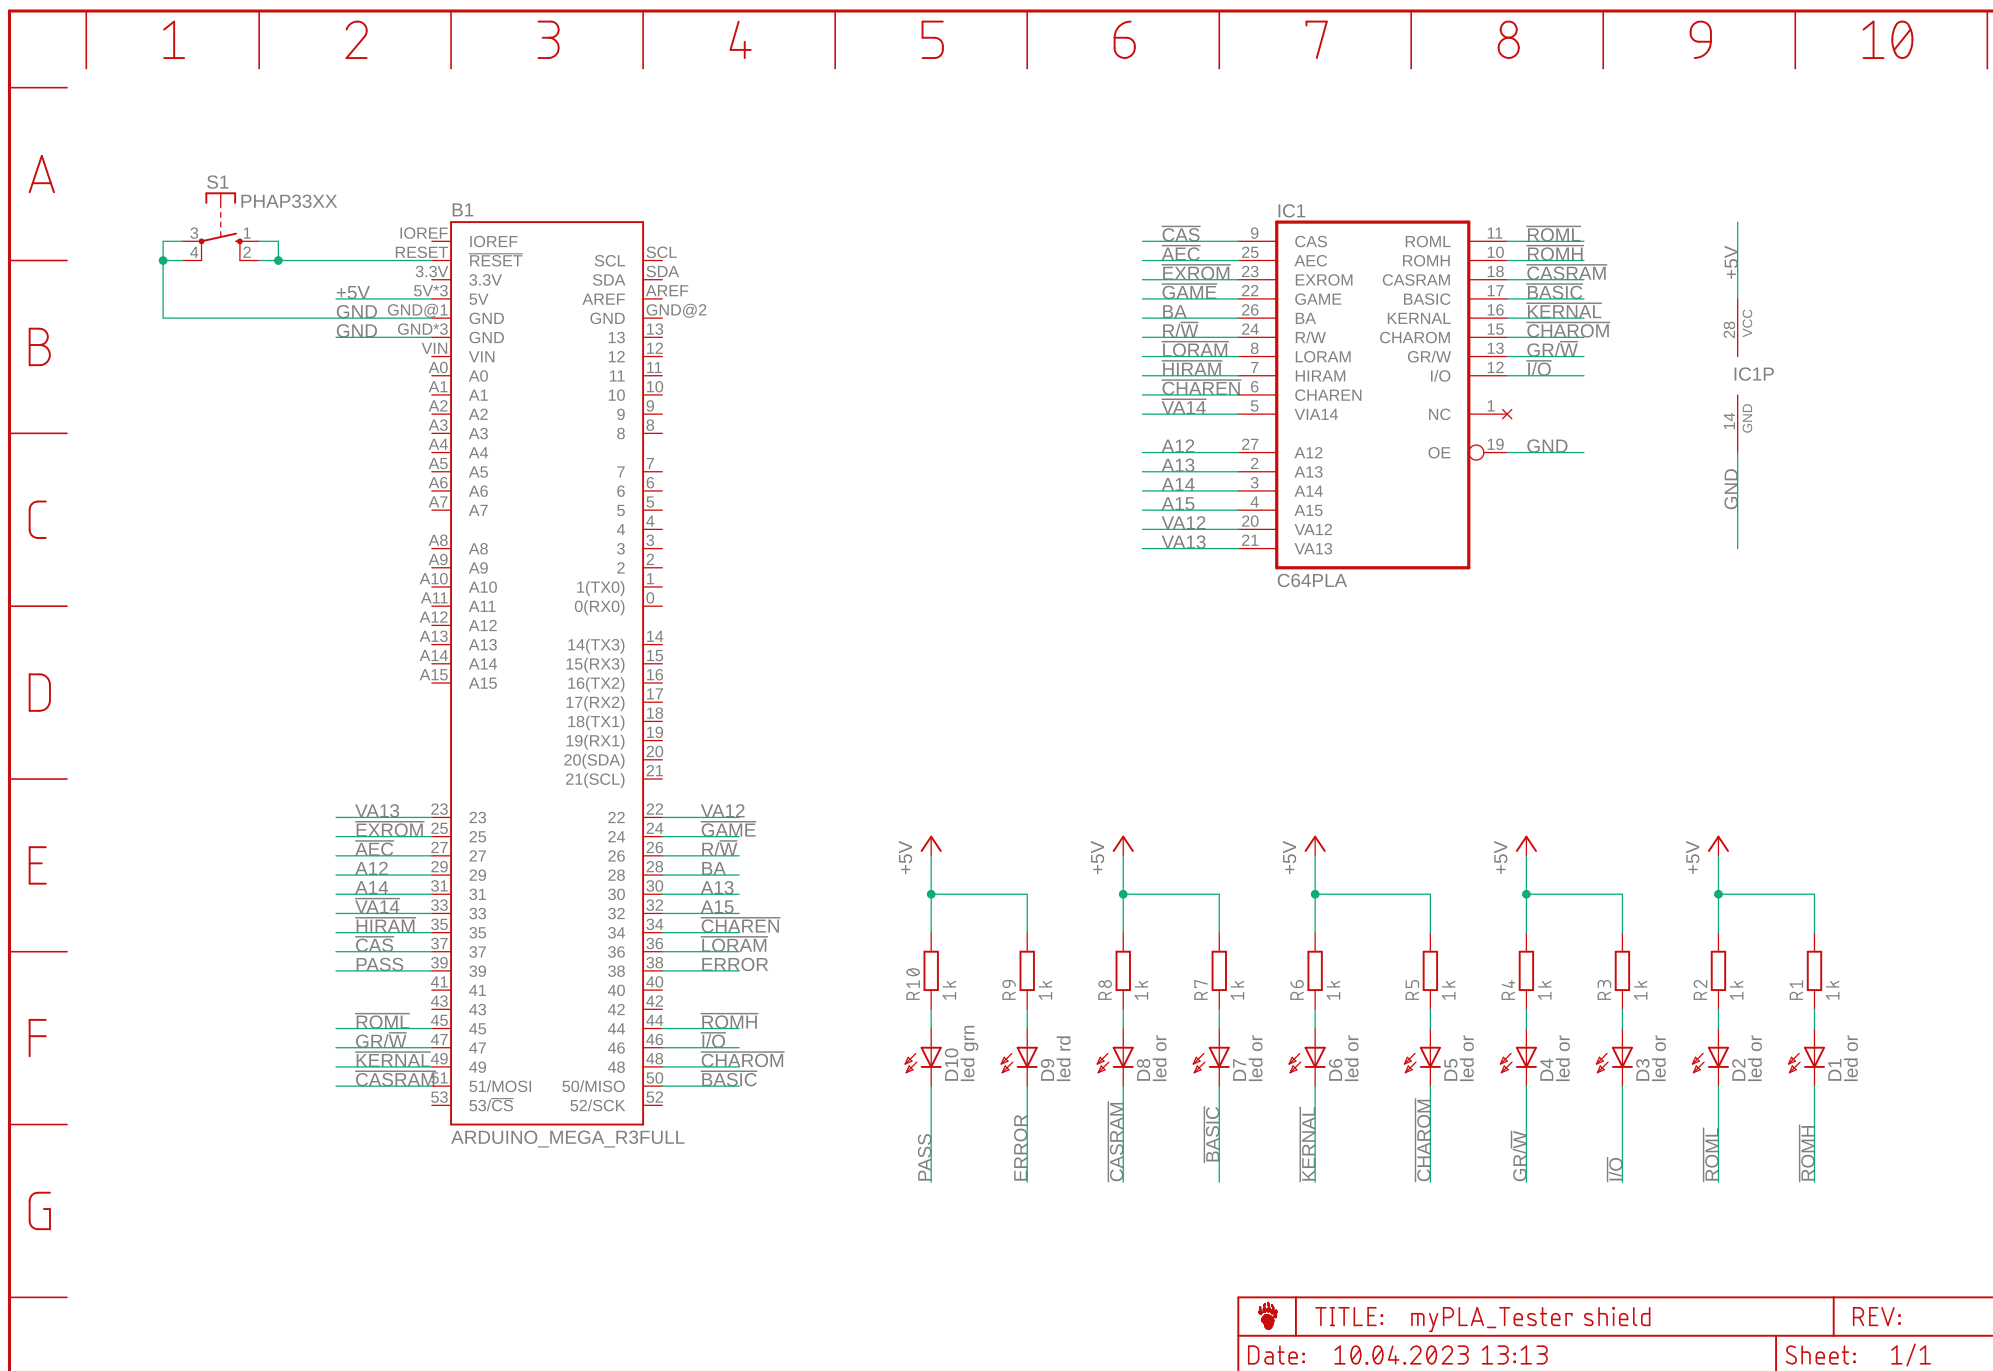 1 2 3 4 5 6 7 8 9 10
A
B
C
D
E
F
G
S1
PHAP33XX
3 1
4 2
B1
IOREF IOREF
RESET RESET SCL SCL
3.3V 3.3V SDA SDA
+5V 5V*3 5V AREF AREF
GND GND@1 GND GND GND@2
GND GND*3 GND 13 13
VIN VIN 12 12
A0 A0 11 11
A1 A1 10 10
A2 A2 9 9
A3 A3 8 8
A4 A4
A5 A5 7 7
A6 A6 6 6
A7 A7 5 5
4 4
A8 A8 3 3
A9 A9 2 2
A10 A10 1(TX0) 1
A11 A11 0(RX0) 0
A12 A12
A13 A13 14(TX3) 14
A14 A14 15(RX3) 15
A15 A15 16(TX2) 16
17(RX2) 17
18(TX1) 18
19(RX1) 19
20(SDA) 20
21(SCL) 21
VA13 23 23 22 22 VA12
EXROM 25 25 24 24 GAME
AEC 27 27 26 26 R/W
A12 29 29 28 28 BA
A14 31 31 30 30 A13
VA14 33 33 32 32 A15
HIRAM 35 35 34 34 CHAREN
CAS 37 37 36 36 LORAM
PASS 39 39 38 38 ERROR
41 41 40 40
43 43 42 42
ROML 45 45 44 44 ROMH
GR/W 47 47 46 46 I/O
KERNAL 49 49 48 48 CHAROM
CASRAM 51 51/MOSI 50/MISO 50 BASIC
53 53/CS 52/SCK 52
ARDUINO_MEGA_R3FULL
IC1
CAS 9 CAS ROML 11 ROML
AEC 25 AEC ROMH 10 ROMH
EXROM 23 EXROM CASRAM 18 CASRAM
GAME 22 GAME BASIC 17 BASIC
BA 26 BA KERNAL 16 KERNAL
R/W 24 R/W CHAROM 15 CHAROM
LORAM 8 LORAM GR/W 13 GR/W
HIRAM 7 HIRAM I/O 12 I/O
CHAREN 6 CHAREN
VA14 5 VIA14 NC 1
A12 27 A12 OE 19 GND
A13 2 A13
A14 3 A14
A15 4 A15
VA12 20 VA12
VA13 21 VA13
C64PLA
+5V
28 VCC
IC1P
14 GND
GND
+5V +5V +5V +5V +5V
R10 1k R9 1k R8 1k R7 1k R6 1k R5 1k R4 1k R3 1k R2 1k R1 1k
D10 led grn D9 led rd D8 led or D7 led or D6 led or D5 led or D4 led or D3 led or D2 led or D1 led or
PASS ERROR CASRAM BASIC KERNAL CHAROM GR/W I/O ROML ROMH
TITLE: myPLA_Tester shield REV:
Date: 10.04.2023 13:13 Sheet: 1/1